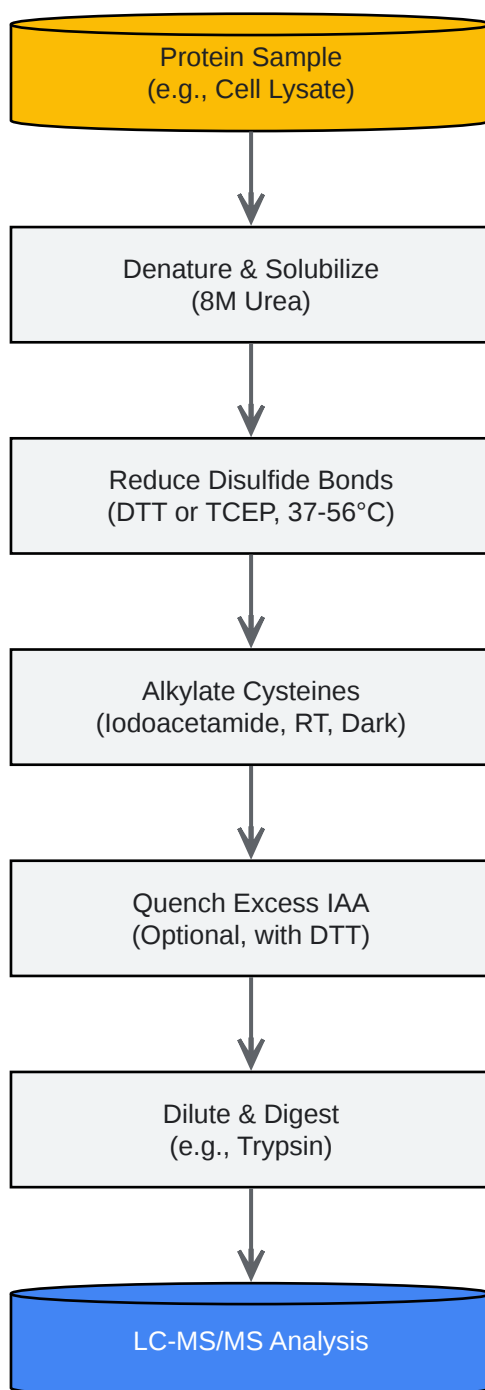 Protein Sample
(e.g., Cell Lysate)
Denature & Solubilize
(8M Urea)
Reduce Disulfide Bonds
(DTT or TCEP, 37-56°C)
Alkylate Cysteines
(Iodoacetamide, RT, Dark)
Quench Excess IAA
(Optional, with DTT)
Dilute & Digest
(e.g., Trypsin)
LC-MS/MS Analysis